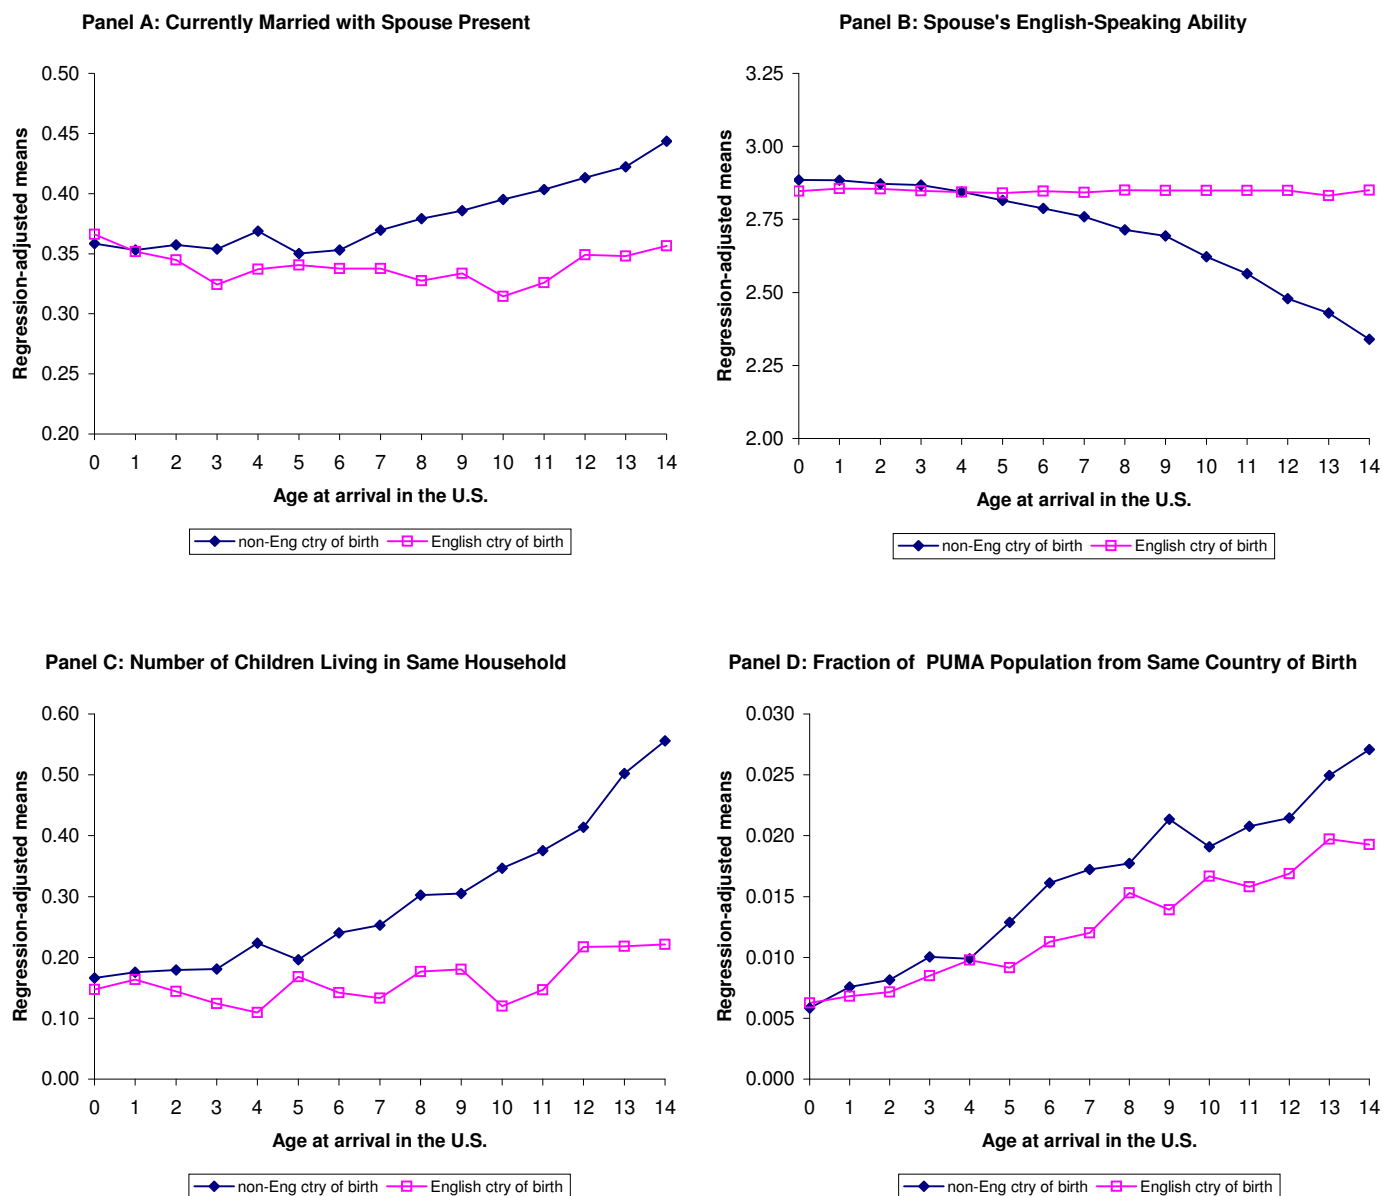 Panel A: Currently Married with Spouse Present
0.50
0.45
0.40
0.35
0.30
0.25
0.20
Regression-adjusted means
0 1 2 3 4 5 6 7 8 9 10 11 12 13 14
Age at arrival in the U.S.
non-Eng ctry of birth English ctry of birth
Panel B: Spouse's English-Speaking Ability
3.25
3.00
2.75
2.50
2.25
2.00
Regression-adjusted means
0 1 2 3 4 5 6 7 8 9 10 11 12 13 14
Age at arrival in the U.S.
non-Eng ctry of birth English ctry of birth
Panel C: Number of Children Living in Same Household
0.60
0.50
0.40
0.30
0.20
0.10
0.00
Regression-adjusted means
0 1 2 3 4 5 6 7 8 9 10 11 12 13 14
Age at arrival in the U.S.
non-Eng ctry of birth English ctry of birth
Panel D: Fraction of PUMA Population from Same Country of Birth
0.030
0.025
0.020
0.015
0.010
0.005
0.000
Regression-adjusted means
0 1 2 3 4 5 6 7 8 9 10 11 12 13 14
Age at arrival in the U.S.
non-Eng ctry of birth English ctry of birth